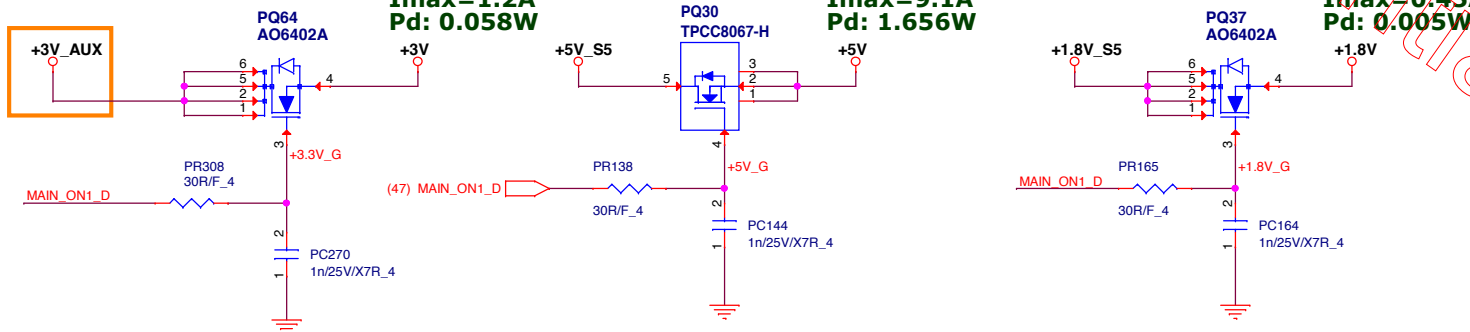 Imax=1.2A
Pd: 0.058W
PQ64
AO6402A
+3V_AUX
+3V
6
5
2
1
4
3
+3.3V_G
PR308
30R/F_4
MAIN_ON1_D
2
1
PC270
1n/25V/X7R_4
Imax=9.1A
Pd: 1.656W
PQ30
TPCC8067-H
+5V_S5
+5V
5
3
2
1
4
+5V_G
PR138
30R/F_4
(47) MAIN_ON1_D
2
1
PC144
1n/25V/X7R_4
Pd: 0.005W
PQ37
AO6402A
+1.8V_S5
+1.8V
6
5
2
1
4
3
+1.8V_G
PR165
30R/F_4
MAIN_ON1_D
2
1
PC164
1n/25V/X7R_4